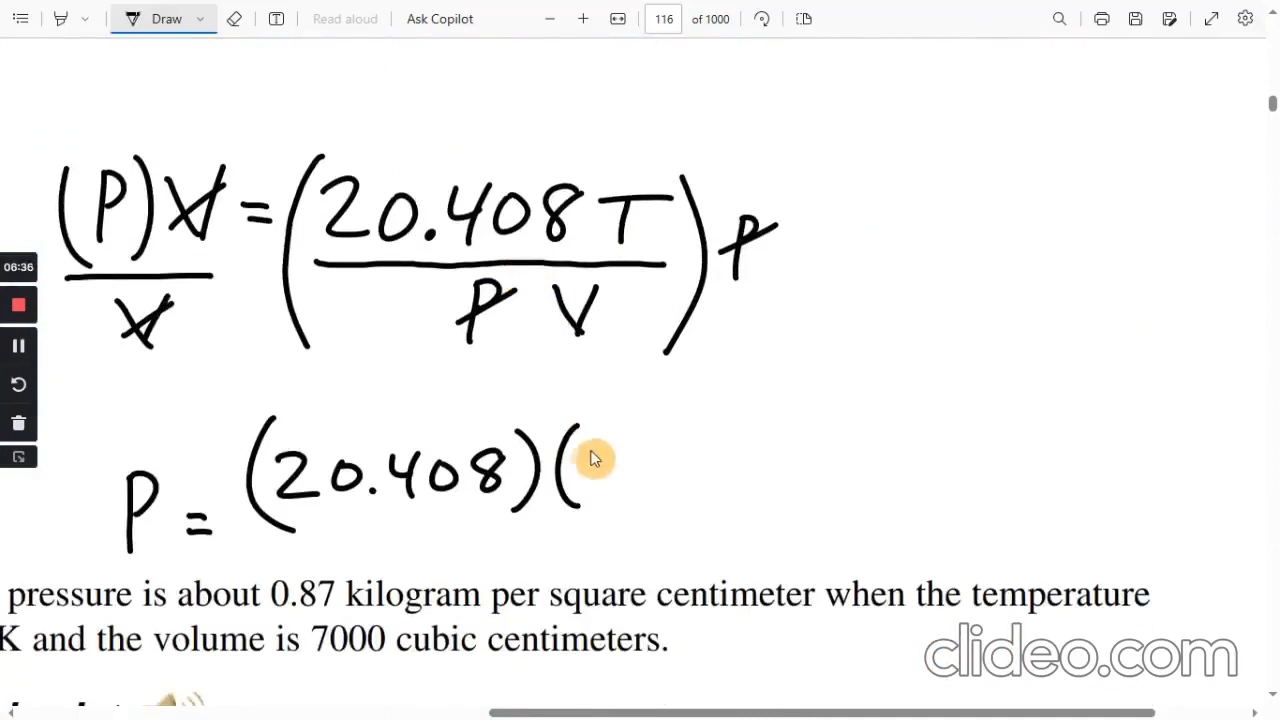 Draw
Read aloud
Ask Copilot
116 of 1000
(P)V = (20.408 T) P
V P V
06:36
P = (20.408)(
pressure is about 0.87 kilogram per square centimeter when the temperature
K and the volume is 7000 cubic centimeters.
clideo.com